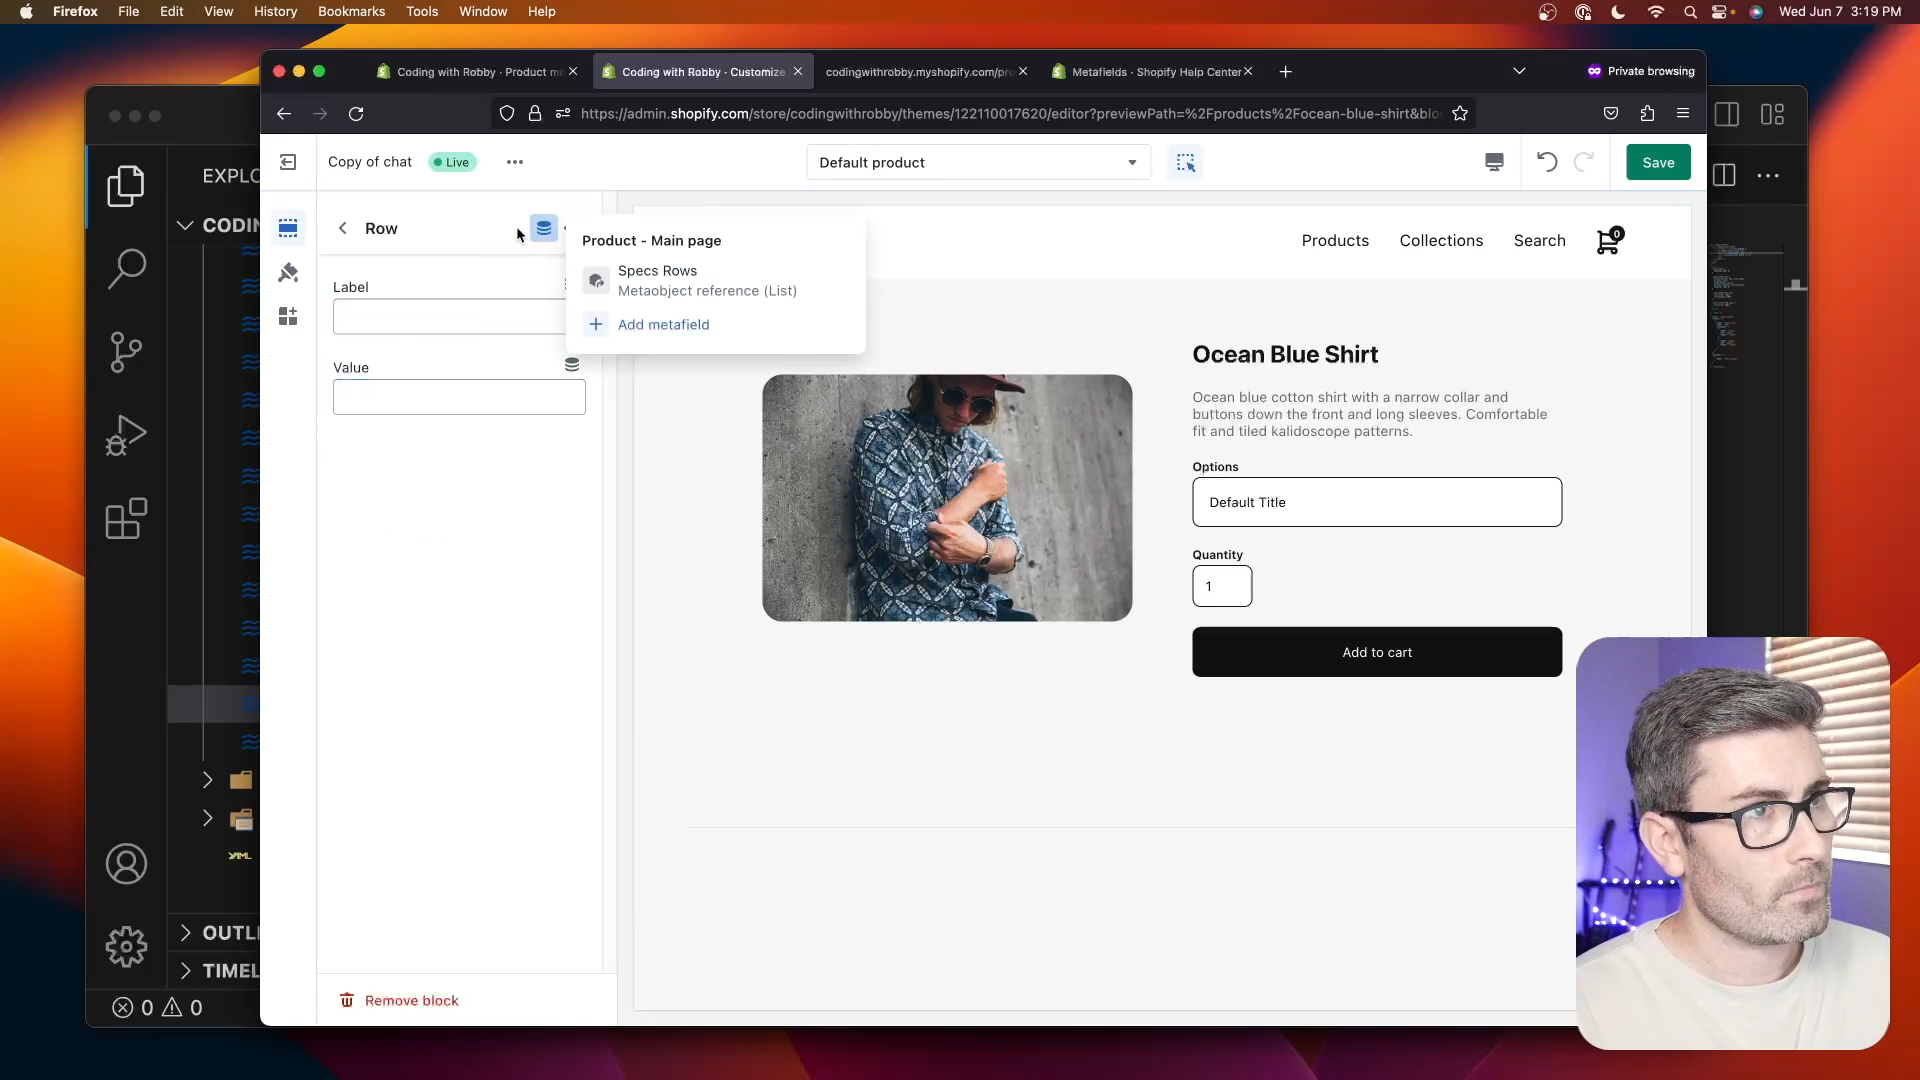 Firefox File Edit View History Bookmarks Tools Window Help
Wed Jun 7 3:19 PM
Coding with Robby · Product me
Coding with Robby · Customize
codingwithrobby.myshopify.com/pro
Metafields · Shopify Help Center
Private browsing
https://admin.shopify.com/store/codingwithrobby/themes/122110017620/editor?previewPath=%2Fproducts%2Focean-blue-shirt&blo
Copy of chat
Live
Default product
Save
EXPLO
CODIN
Row
Product - Main page
Specs Rows
Metaobject reference (List)
Add metafield
Label
Value
Products
Collections
Search
0
Ocean Blue Shirt
Ocean blue cotton shirt with a narrow collar and
buttons down the front and long sleeves. Comfortable
fit and tiled kalidoscope patterns.
Options
Default Title
Quantity
1
Add to cart
YAML
OUTLI
TIMEL
0 0
Remove block